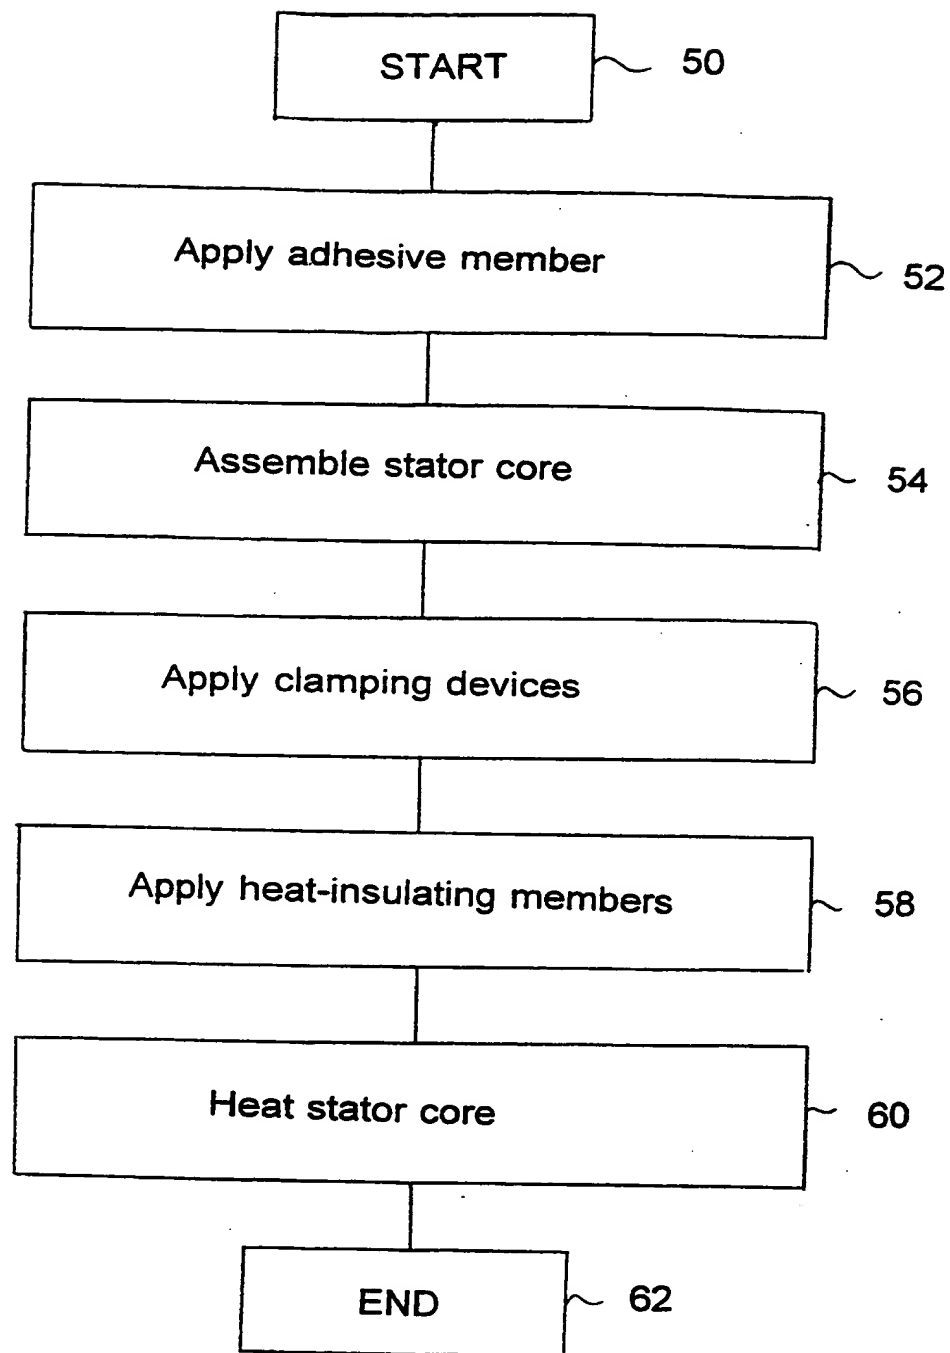 START 50
Apply adhesive member 52
Assemble stator core 54
Apply clamping devices 56
Apply heat-insulating members 58
Heat stator core 60
END 62